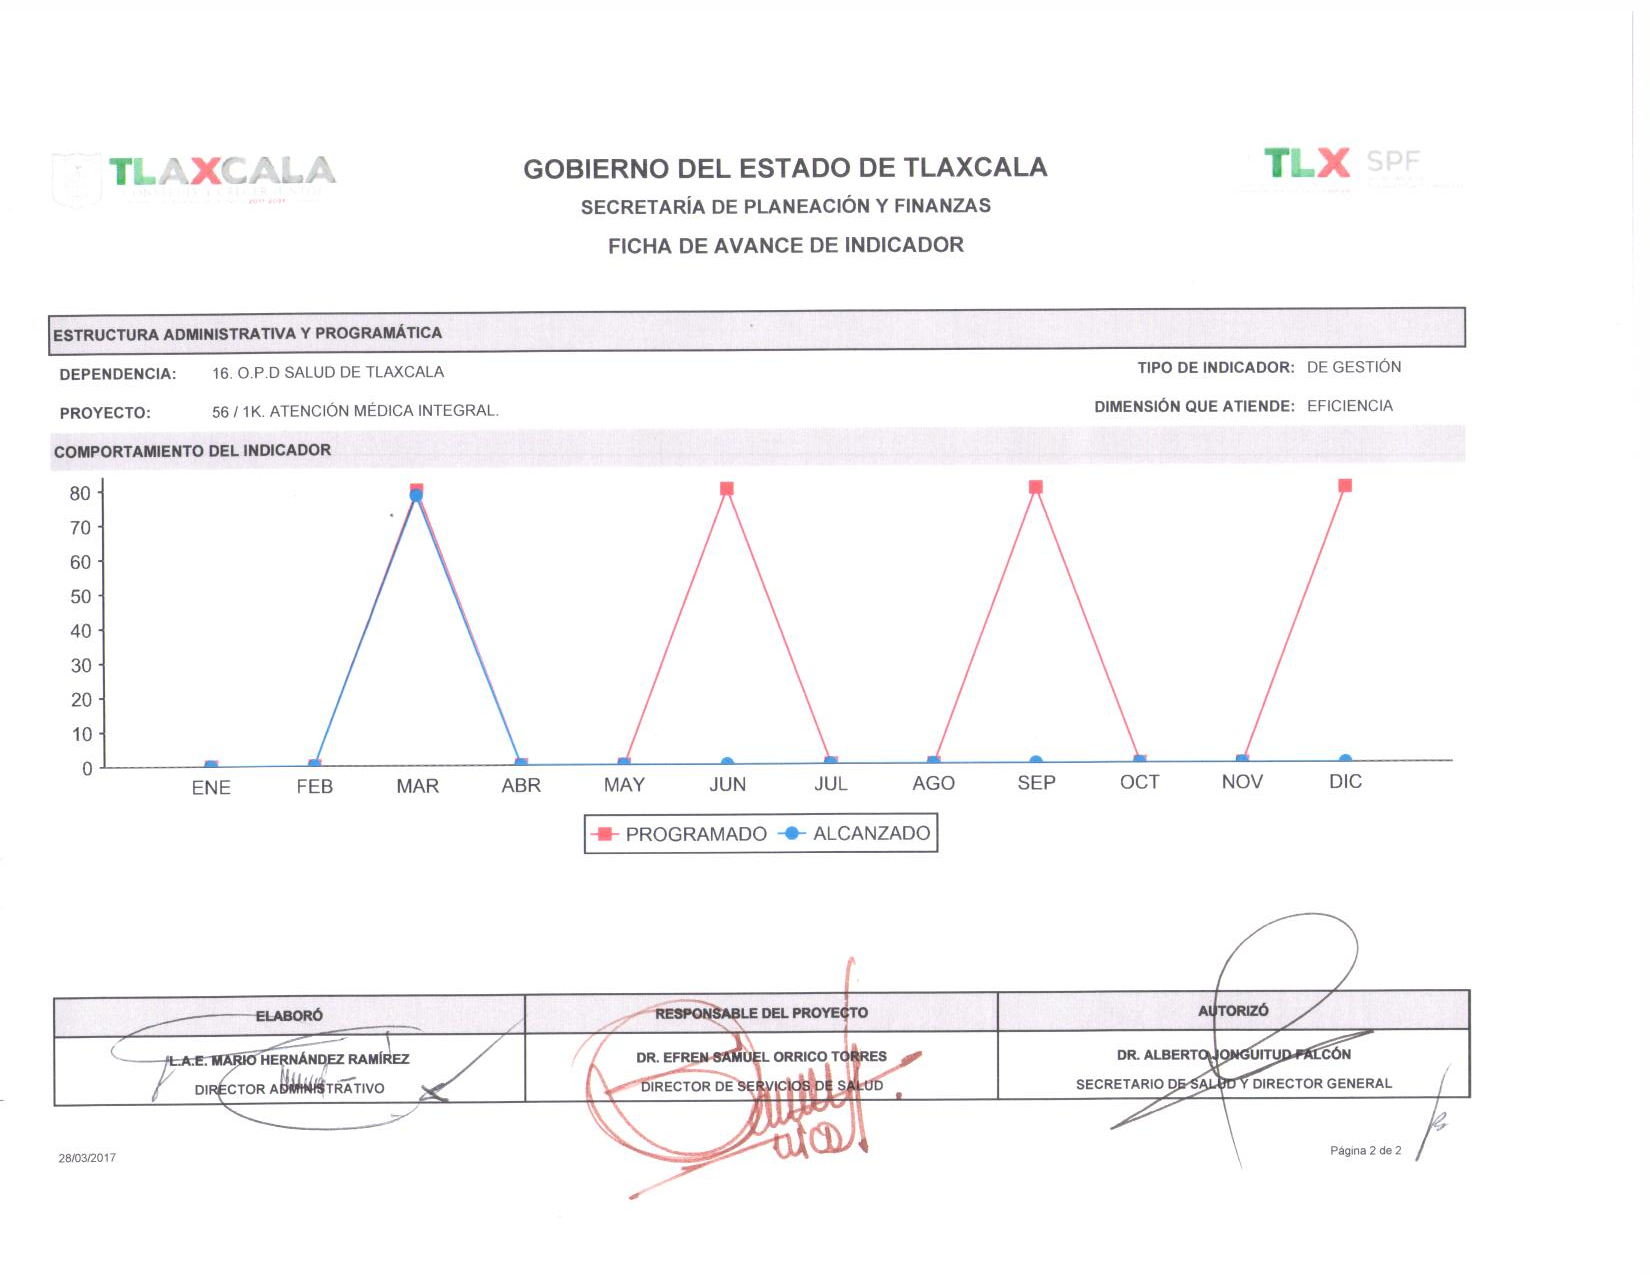 TLAXCALA
TLX SPF
GOBIERNO DEL ESTADO DE TLAXCALA
SECRETARÍA DE PLANEACIÓN Y FINANZAS
FICHA DE AVANCE DE INDICADOR
ESTRUCTURA ADMINISTRATIVA Y PROGRAMÁTICA
DEPENDENCIA: 16. O.P.D SALUD DE TLAXCALA TIPO DE INDICADOR: DE GESTIÓN
PROYECTO: 56 / 1K. ATENCIÓN MÉDICA INTEGRAL. DIMENSIÓN QUE ATIENDE: EFICIENCIA
COMPORTAMIENTO DEL INDICADOR
80
70
60
50
40
30
20
10
0
ENE FEB MAR ABR MAY JUN JUL AGO SEP OCT NOV DIC
PROGRAMADO ALCANZADO
ELABORÓ RESPONSABLE DEL PROYECTO AUTORIZÓ
L.A.E. MARIO HERNÁNDEZ RAMÍREZ DR. EFREN SAMUEL ORRICO TORRES DR. ALBERTO JONGUITUD FALCÓN
DIRECTOR ADMINISTRATIVO DIRECTOR DE SERVICIOS DE SALUD SECRETARIO DE SALUD Y DIRECTOR GENERAL
28/03/2017 Página 2 de 2